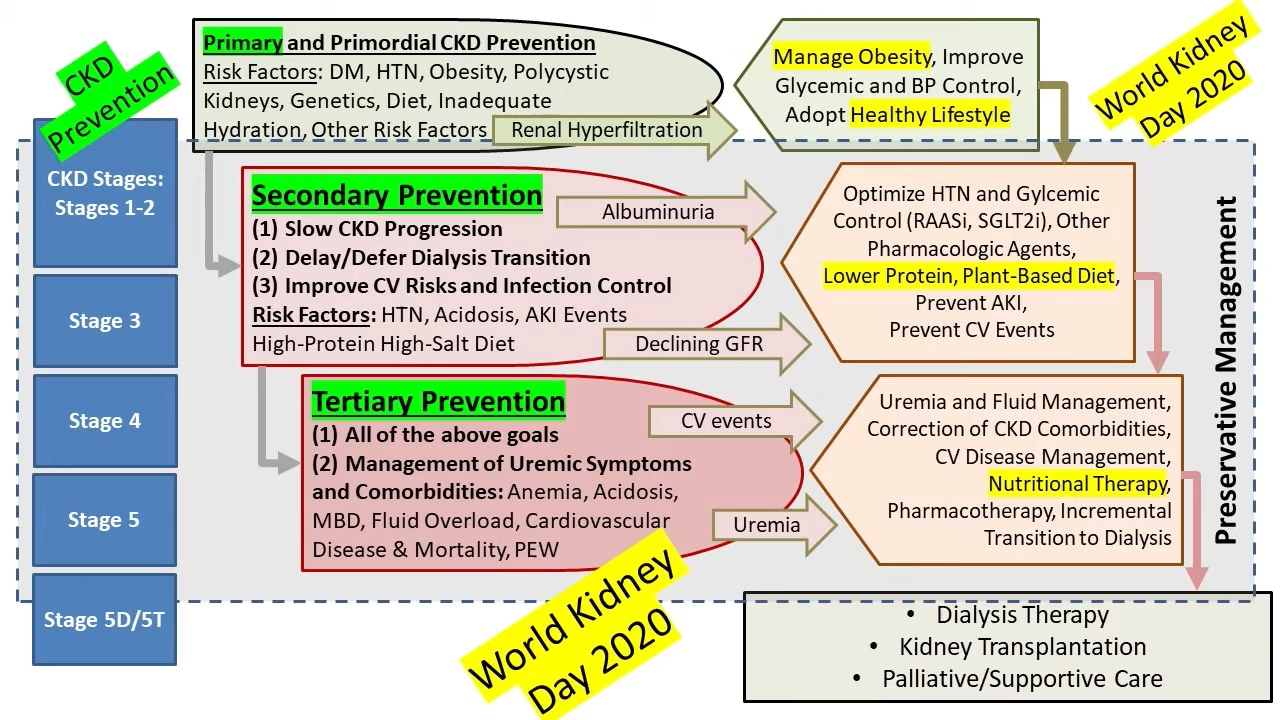 CKD
Prevention
Primary and Primordial CKD Prevention
Risk Factors: DM, HTN, Obesity, Polycystic
Kidneys, Genetics, Diet, Inadequate
Hydration, Other Risk Factors
Renal Hyperfiltration
Manage Obesity, Improve
Glycemic and BP Control,
Adopt Healthy Lifestyle
World Kidney
Day 2020
CKD Stages:
Stages 1-2
Stage 3
Stage 4
Stage 5
Stage 5D/5T
Secondary Prevention
(1) Slow CKD Progression
(2) Delay/Defer Dialysis Transition
(3) Improve CV Risks and Infection Control
Risk Factors: HTN, Acidosis, AKI Events
High-Protein High-Salt Diet
Albuminuria
Declining GFR
Optimize HTN and Gylcemic
Control (RAASi, SGLT2i), Other
Pharmacologic Agents,
Lower Protein, Plant-Based Diet,
Prevent AKI,
Prevent CV Events
Tertiary Prevention
(1) All of the above goals
(2) Management of Uremic Symptoms
and Comorbidities: Anemia, Acidosis,
MBD, Fluid Overload, Cardiovascular
Disease & Mortality, PEW
CV events
Uremia
Uremia and Fluid Management,
Correction of CKD Comorbidities,
CV Disease Management,
Nutritional Therapy,
Pharmacotherapy, Incremental
Transition to Dialysis
Preservative Management
World Kidney
Day 2020
• Dialysis Therapy
• Kidney Transplantation
• Palliative/Supportive Care